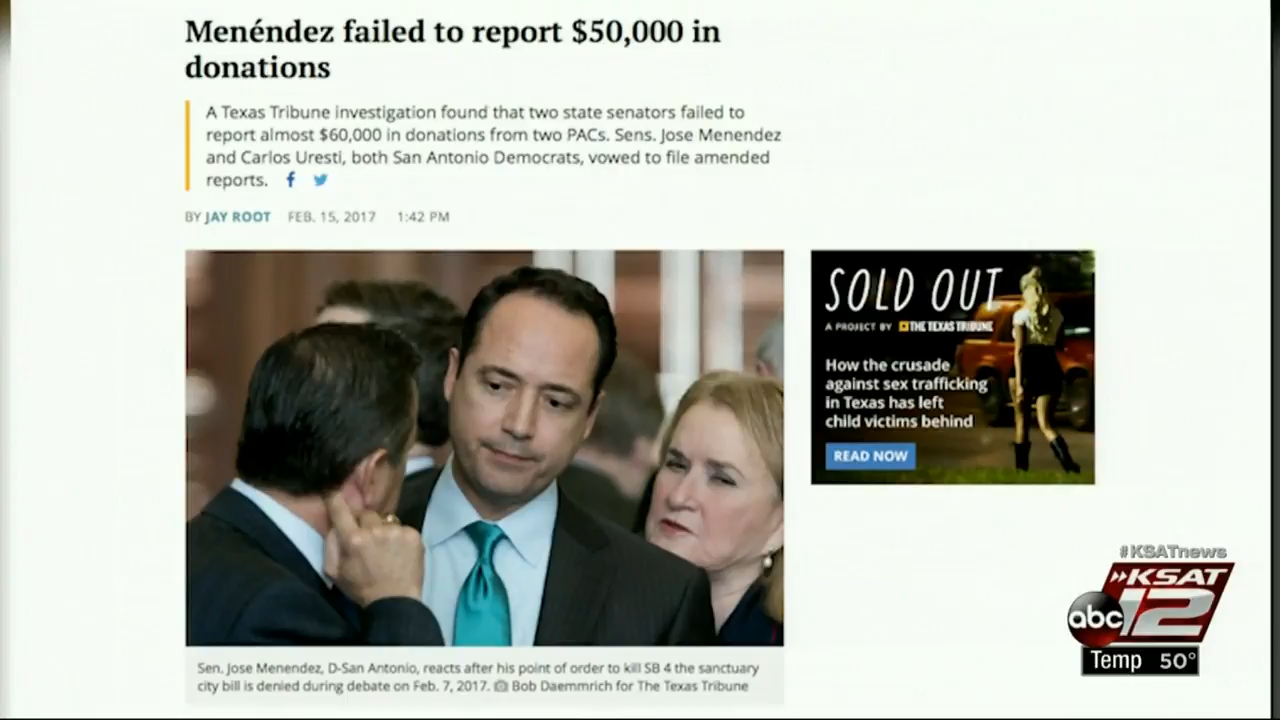 Menéndez failed to report $50,000 in
donations
A Texas Tribune investigation found that two state senators failed to
report almost $60,000 in donations from two PACs. Sens. Jose Menendez
and Carlos Uresti, both San Antonio Democrats, vowed to file amended
reports.
BY JAY ROOT FEB. 15, 2017 1:42 PM
SOLD OUT
A PROJECT BY THE TEXAS TRIBUNE
How the crusade
against sex trafficking
in Texas has left
child victims behind
READ NOW
Sen. Jose Menendez, D-San Antonio, reacts after his point of order to kill SB 4 the sanctuary
city bill is denied during debate on Feb. 7, 2017. Bob Daemmrich for The Texas Tribune
#KSATnews
KSAT
abc 12
Temp 50°